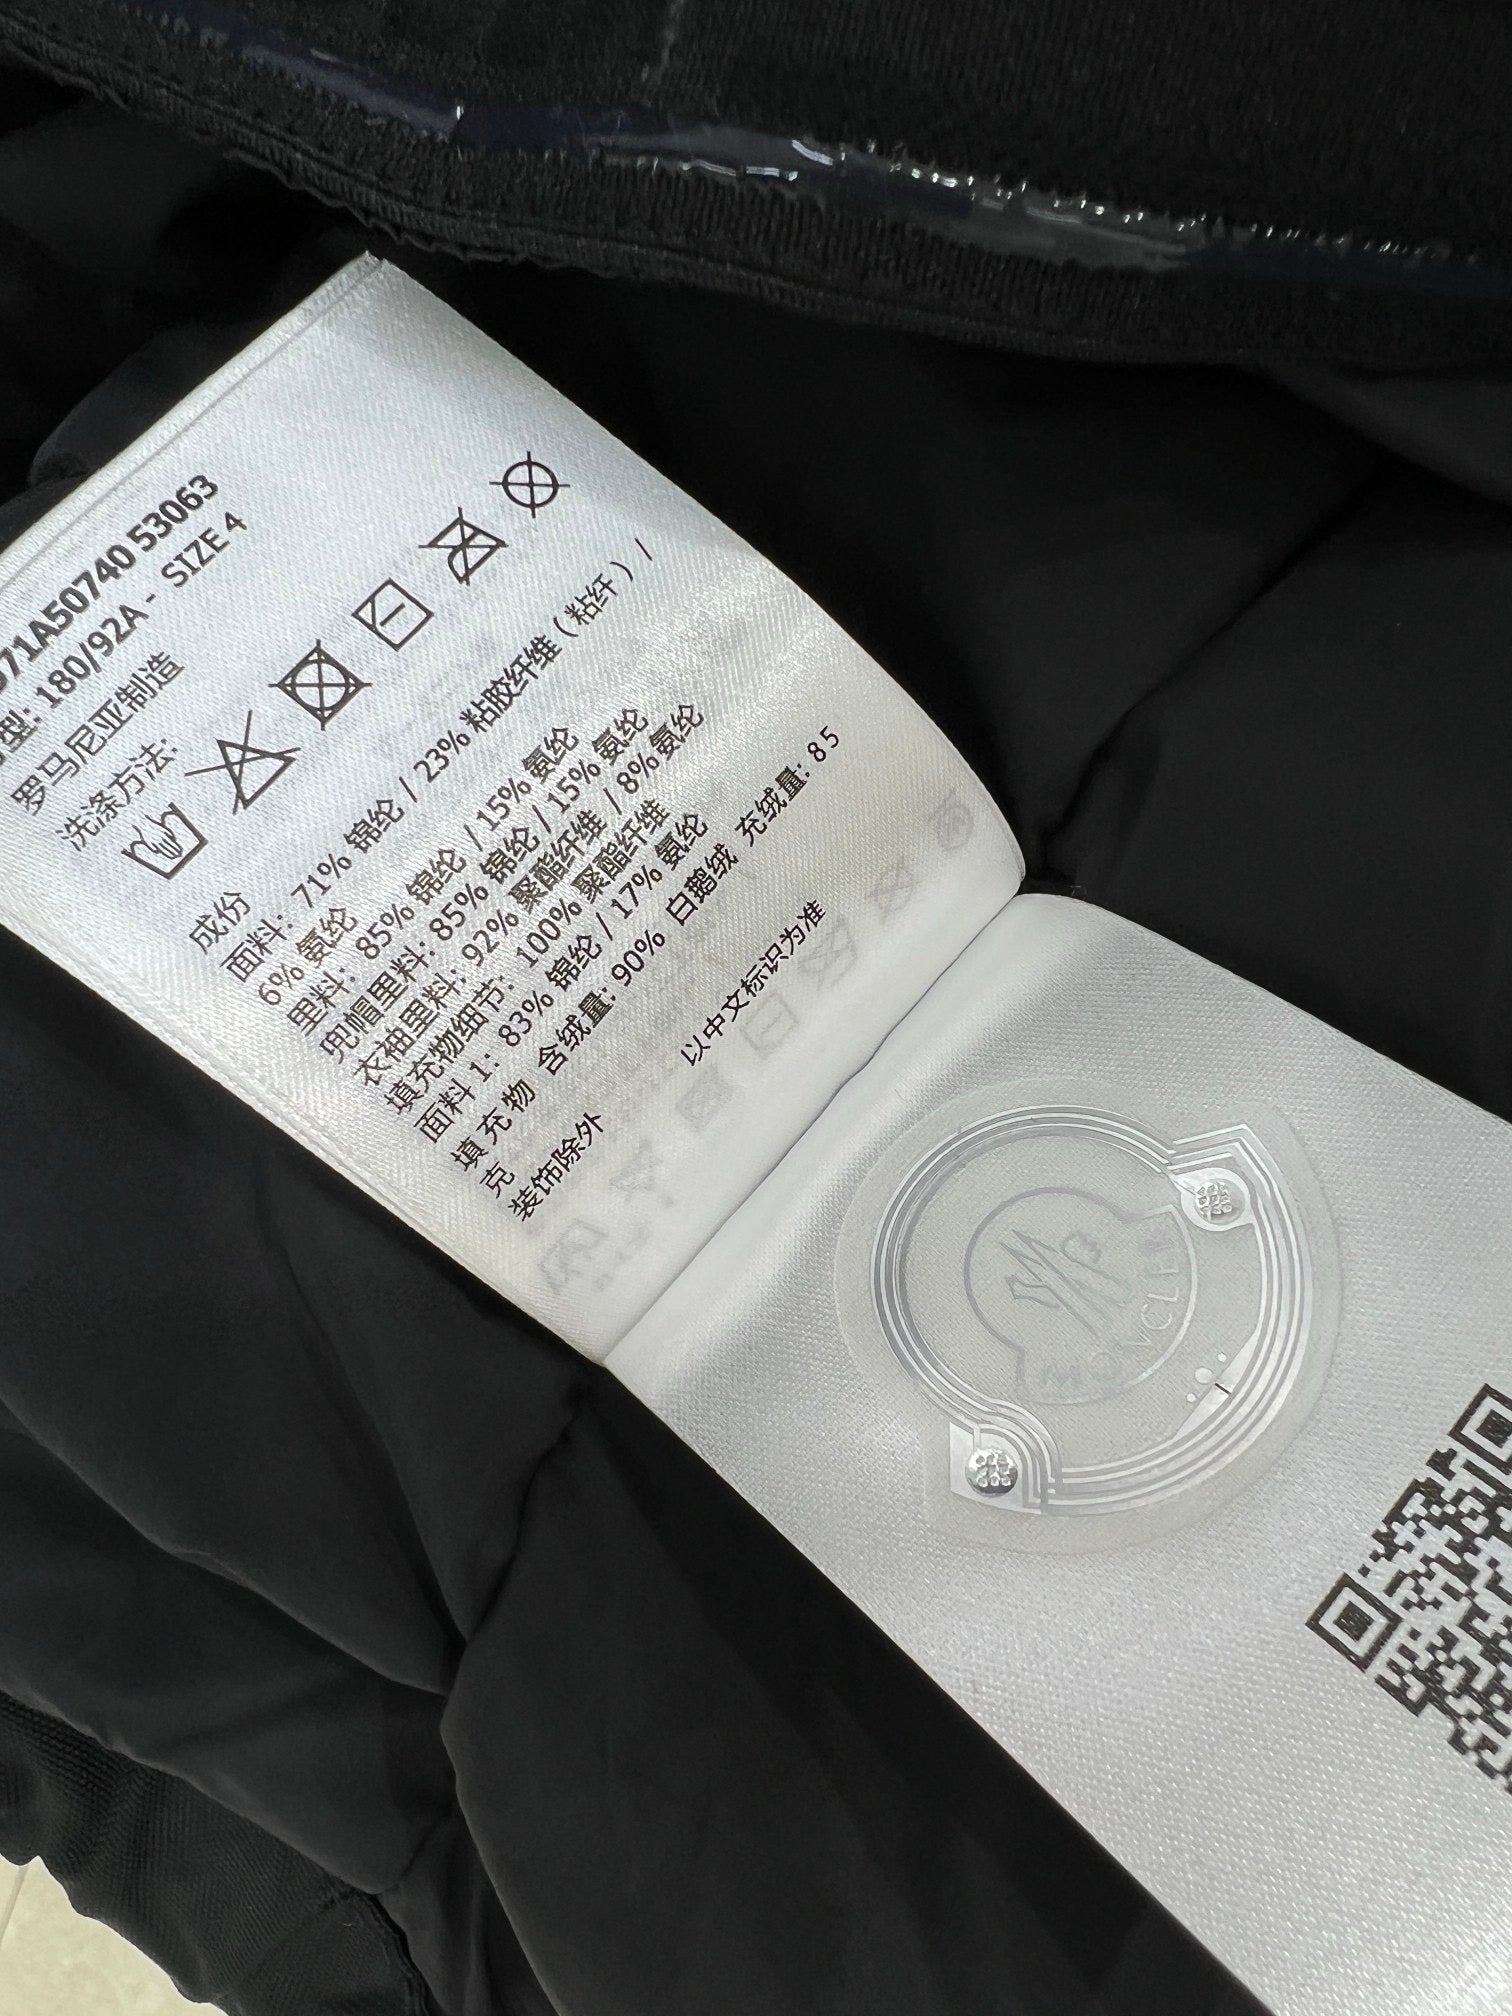 571A50740 53063
型: 180/92A - SIZE 4
罗马尼亚制造
洗涤方法:
成份
面料: 71% 锦纶 / 23% 粘胶纤维 ( 粘纤 ) /
6% 氨纶
里料: 85% 锦纶 / 15% 氨纶
兜帽里料: 85% 锦纶 / 15% 氨纶
衣袖里料: 92% 聚酯纤维 / 8% 氨纶
填充物细节: 100% 聚酯纤维
面料 1: 83% 锦纶 / 17% 氨纶
填充物 含绒量: 90% 白鹅绒 充绒量: 85
克
装饰除外
以中文标识为准
MONCLER